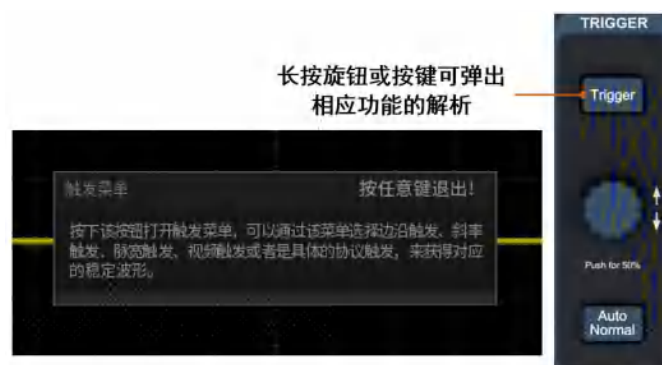 长按旋钮或按键可弹出
相应功能的解析
触发菜单
按任意键退出!
按下该按钮打开触发菜单，可以通过该菜单选择边沿触发、斜率
触发、脉宽触发、视频触发或者是具体的协议触发，来获得对应
的稳定波形。
TRIGGER
Trigger
Push for 50%
Auto
Normal